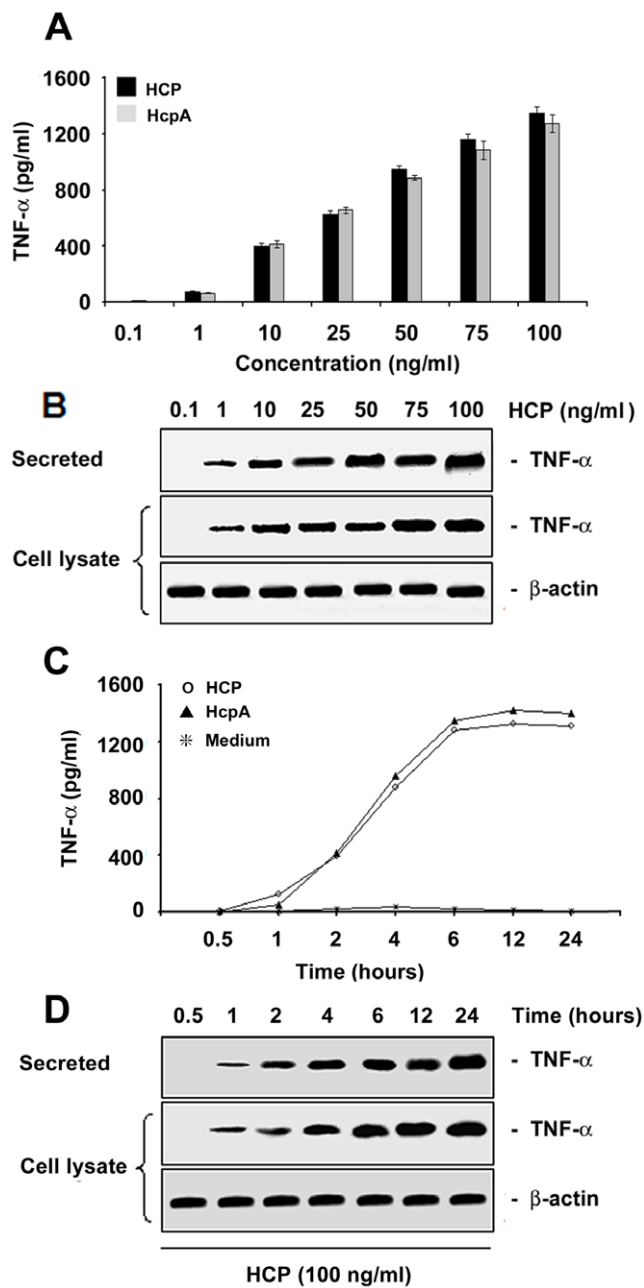 A
1600
HCP
HcpA
1200
800
400
0
TNF-α (pg/ml)
0.1 1 10 25 50 75 100
Concentration (ng/ml)
B
0.1 1 10 25 50 75 100 HCP (ng/ml)
Secreted - TNF-α
- TNF-α
Cell lysate
- β-actin
C
1600
HCP
HcpA
1200
Medium
800
400
0
TNF-α (pg/ml)
0.5 1 2 4 6 12 24
Time (hours)
D
0.5 1 2 4 6 12 24 Time (hours)
Secreted - TNF-α
- TNF-α
Cell lysate
- β-actin
HCP (100 ng/ml)